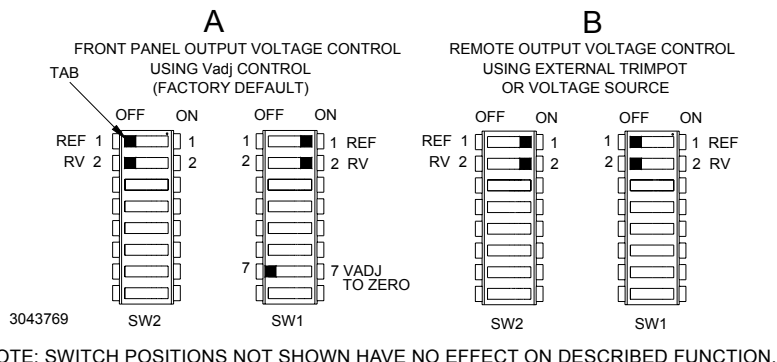 A
FRONT PANEL OUTPUT VOLTAGE CONTROL
USING Vadj CONTROL
(FACTORY DEFAULT)
TAB
OFF ON
REF 1 1
RV 2 2
SW2
OFF ON
1 1 REF
2 2 RV
7 7 VADJ
TO ZERO
SW1
B
REMOTE OUTPUT VOLTAGE CONTROL
USING EXTERNAL TRIMPOT
OR VOLTAGE SOURCE
OFF ON
REF 1 1
RV 2 2
SW2
OFF ON
1 1 REF
2 2 RV
SW1
3043769
OTE: SWITCH POSITIONS NOT SHOWN HAVE NO EFFECT ON DESCRIBED FUNCTION.